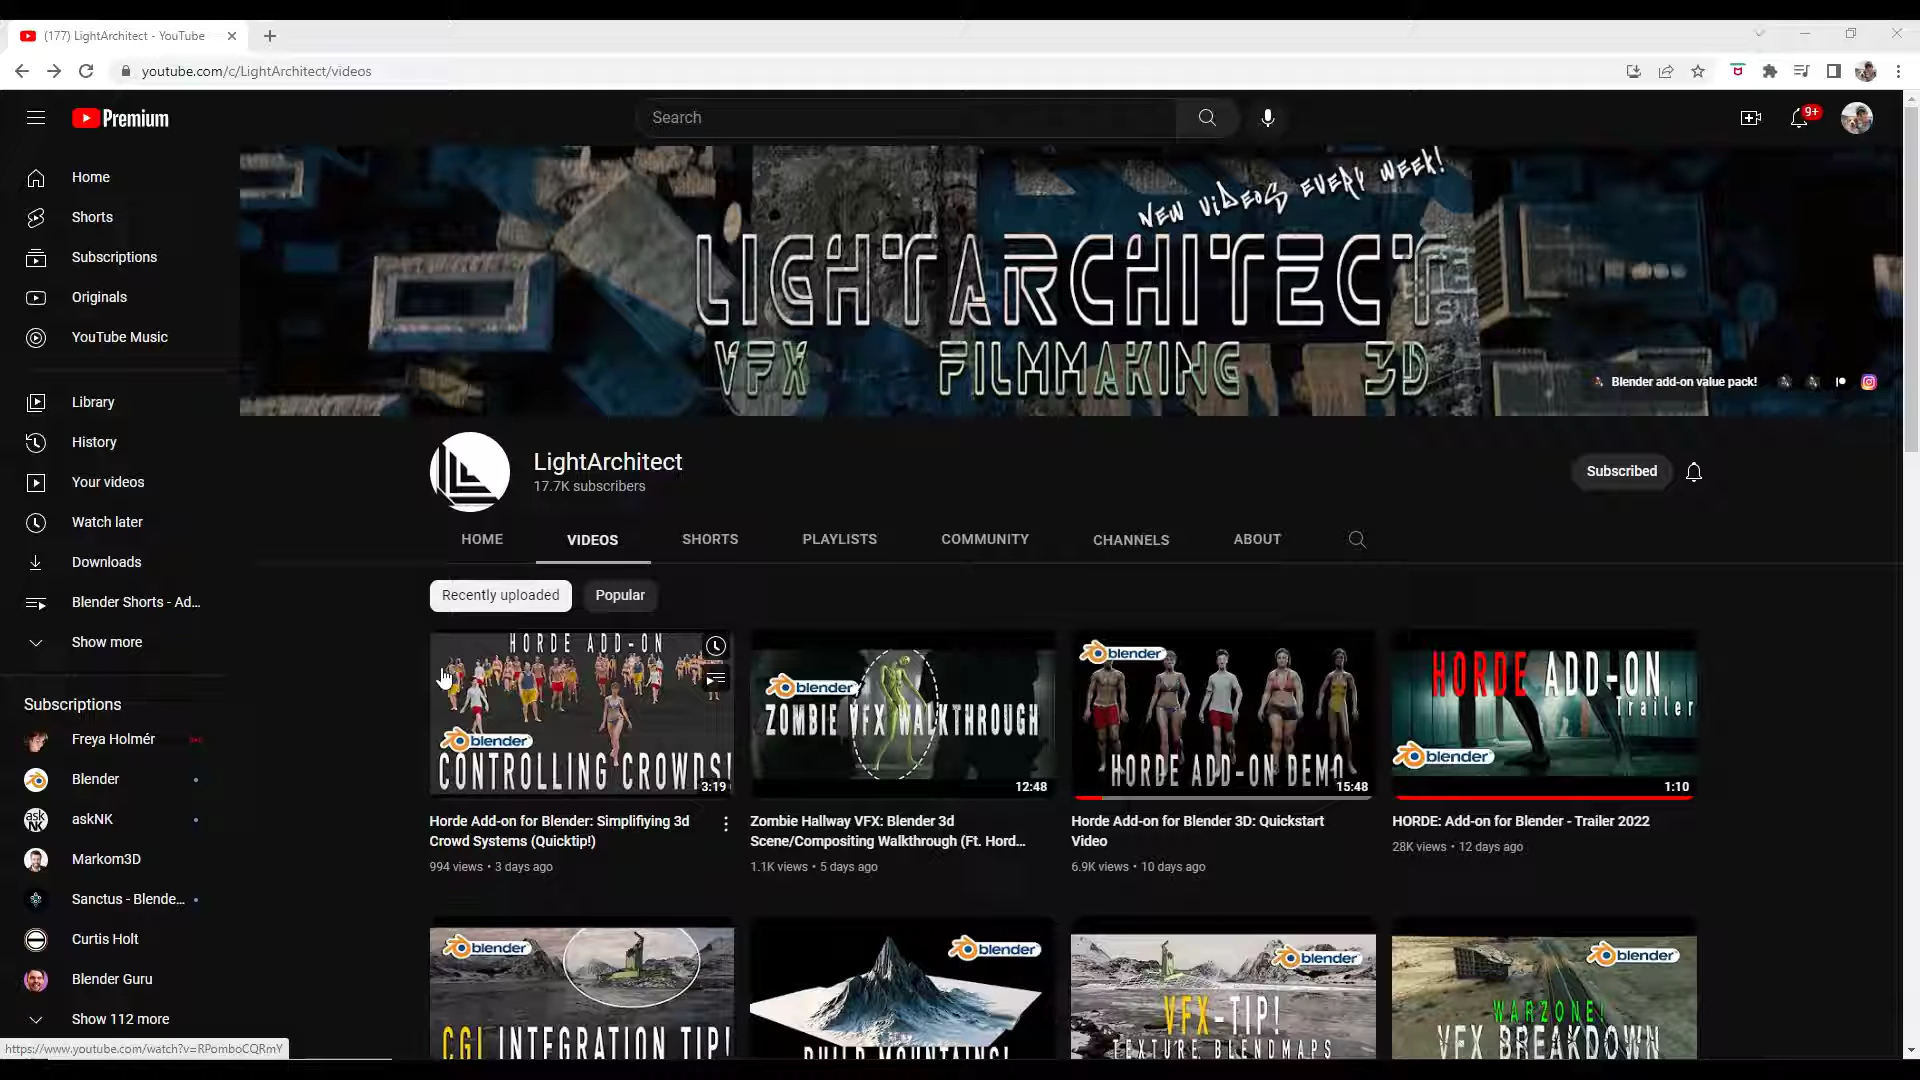 (177) LightArchitect - YouTube
youtube.com/c/LightArchitect/videos
Premium
Search
9+
Home
Shorts
Subscriptions
Originals
YouTube Music
Library
History
Your videos
Watch later
Downloads
Blender Shorts - Ad...
Show more
Subscriptions
Freya Holmér
Blender
askNK
Markom3D
Sanctus - Blende...
Curtis Holt
Blender Guru
Show 112 more
https://www.youtube.com/watch?v=RPomboCQRmY
NEW VIDEOS EVERY WEEK!
LIGHTARCHITECTS
VFX FILMMAKING 3D
Blender add-on value pack!
LightArchitect
17.7K subscribers
Subscribed
HOME VIDEOS SHORTS PLAYLISTS COMMUNITY CHANNELS ABOUT
Recently uploaded Popular
HORDE ADD-ON
blender
CONTROLLING CROWDS!
3:19
Horde Add-on for Blender: Simplifiying 3d
Crowd Systems (Quicktip!)
994 views • 3 days ago
blender
ZOMBIE VFX WALKTHROUGH
12:48
Zombie Hallway VFX: Blender 3d
Scene/Compositing Walkthrough (Ft. Hord...
1.1K views • 5 days ago
blender
HORDE ADD-ON DEMO
15:48
Horde Add-on for Blender 3D: Quickstart
Video
6.9K views • 10 days ago
HORDE ADD-ON
Trailer
blender
1:10
HORDE: Add-on for Blender - Trailer 2022
28K views • 12 days ago
blender
CGI INTEGRATION TIP!
blender
BUILD MOUNTAINS!
blender
VFX-TIP!
TEXTURE BLENDMAPS
blender
WARZONE!
VFX BREAKDOWN